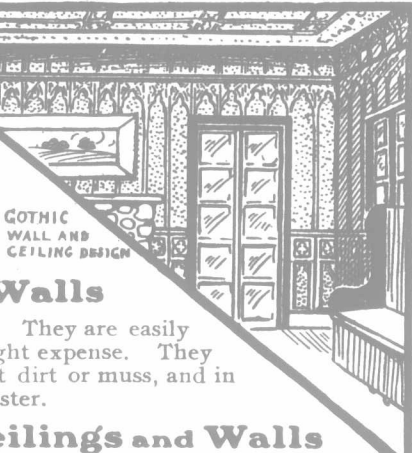 GOTHIC
WALL AND
CEILING DESIGN
Walls
They are easily
ght expense. They
t dirt or muss, and in
ster.
eilings and Walls